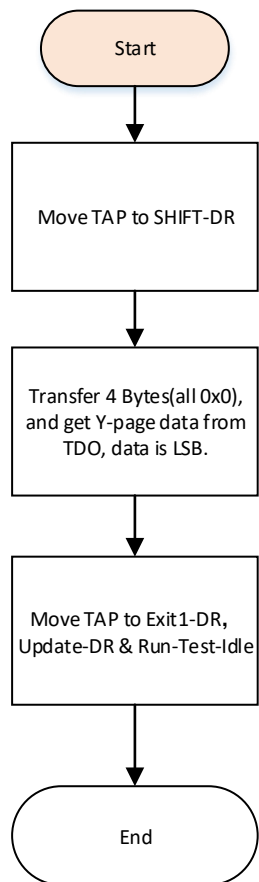 Start
Move TAP to SHIFT-DR
Transfer 4 Bytes(all 0x0),
and get Y-page data from
TDO, data is LSB.
Move TAP to Exit1-DR,
Update-DR & Run-Test-Idle
End